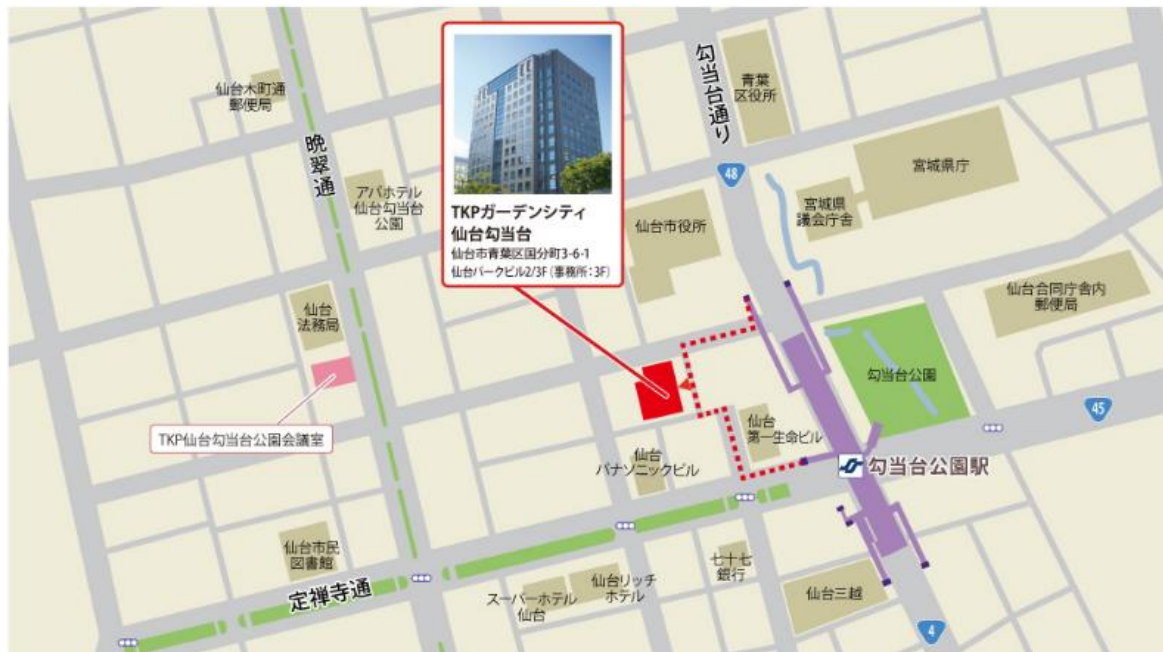 仙台木町通
郵便局
晩翠通
アパホテル
仙台勾当台
公園
TKPガーデンシティ
仙台勾当台
仙台市青葉区国分町3-6-1
仙台パークビル2/3F（事務所：3F）
勾当台通り
青葉
区役所
48
宮城県庁
宮城県
議会庁舎
仙台市役所
仙台合同庁舎内
郵便局
仙台
法務局
勾当台公園
TKP仙台勾当台公園会議室
45
仙台
第一生命ビル
仙台
パナソニックビル
勾当台公園駅
仙台市民
図書館
定禅寺通
スーパーホテル
仙台
仙台リッチ
ホテル
七十七
銀行
仙台三越
4